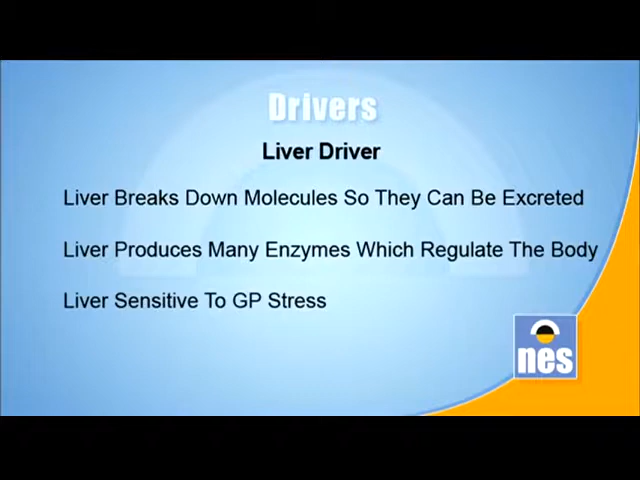 Drivers
Liver Driver
Liver Breaks Down Molecules So They Can Be Excreted
Liver Produces Many Enzymes Which Regulate The Body
Liver Sensitive To GP Stress
nes